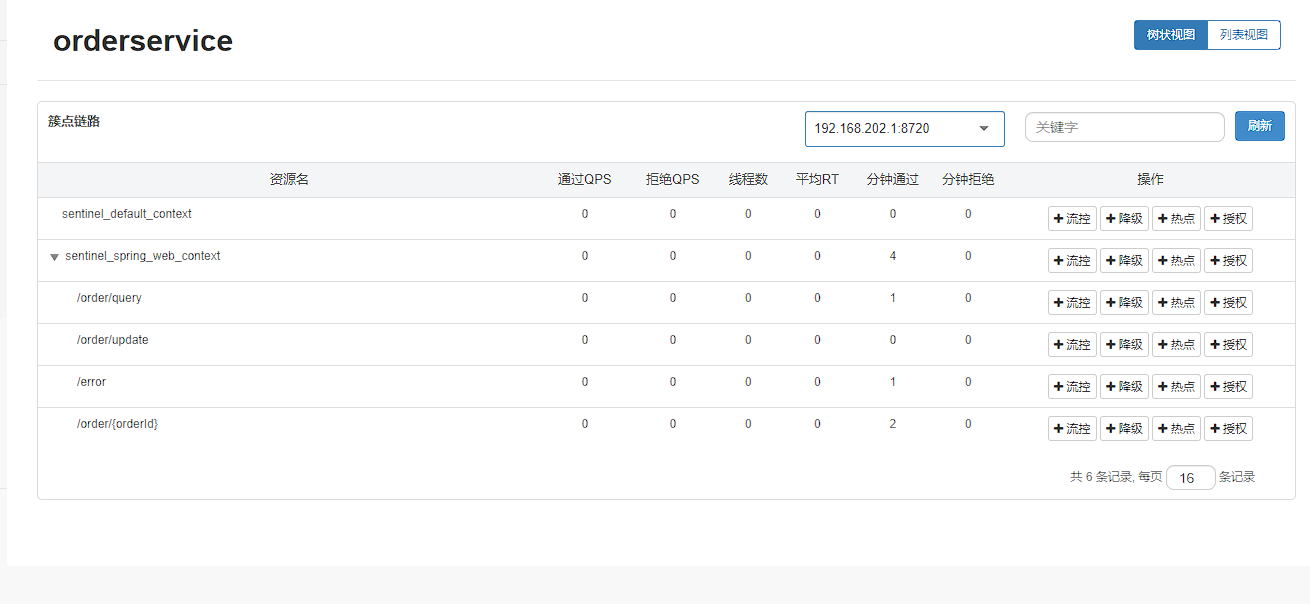 orderservice
树状视图 列表视图
簇点链路 192.168.202.1:8720 关键字 刷新
资源名 通过QPS 拒绝QPS 线程数 平均RT 分钟通过 分钟拒绝 操作
sentinel_default_context 0 0 0 0 0 0 +流控 +降级 +热点 +授权
sentinel_spring_web_context 0 0 0 0 4 0 +流控 +降级 +热点 +授权
/order/query 0 0 0 0 1 0 +流控 +降级 +热点 +授权
/order/update 0 0 0 0 0 0 +流控 +降级 +热点 +授权
/error 0 0 0 0 1 0 +流控 +降级 +热点 +授权
/order/{orderId} 0 0 0 0 2 0 +流控 +降级 +热点 +授权
共 6 条记录, 每页 16 条记录